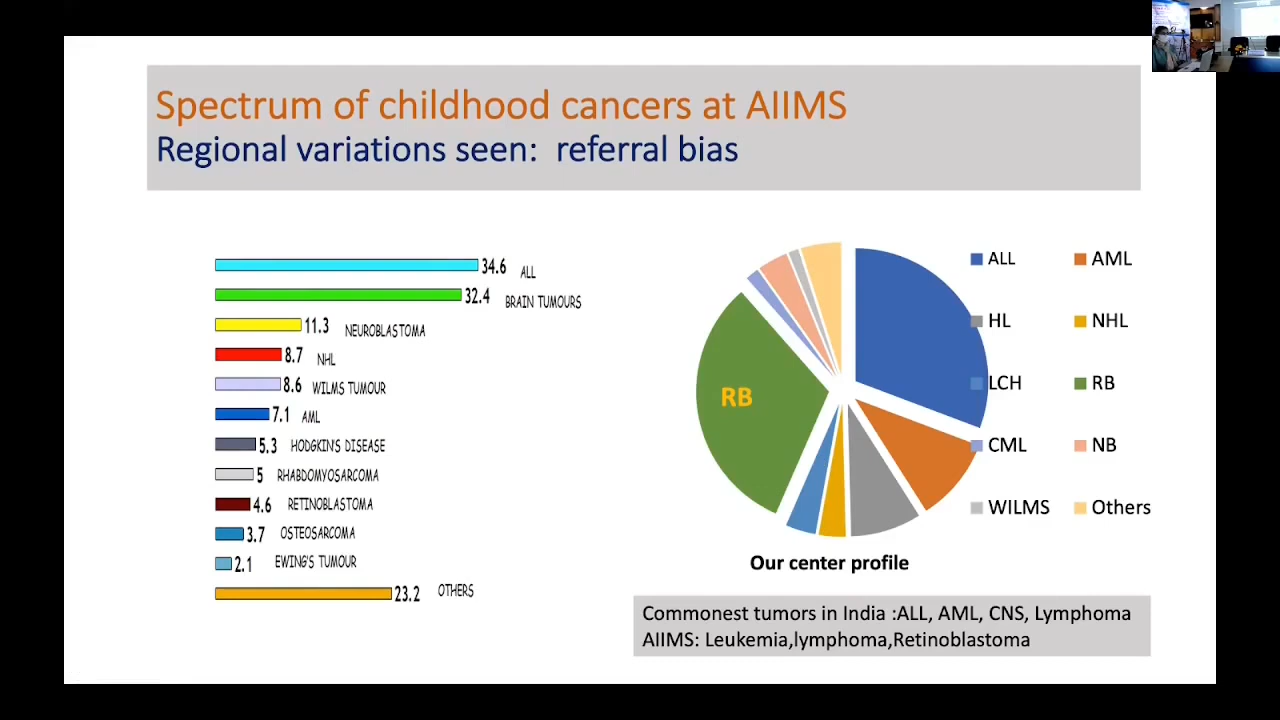 Spectrum of childhood cancers at AIIMS
Regional variations seen: referral bias
34.6 ALL
32.4 BRAIN TUMOURS
11.3 NEUROBLASTOMA
8.7 NHL
8.6 WILMS TUMOUR
7.1 AML
5.3 HODGKIN'S DISEASE
5 RHABDOMYOSARCOMA
4.6 RETINOBLASTOMA
3.7 OSTEOSARCOMA
2.1 EWING'S TUMOUR
23.2 OTHERS
RB
ALL AML
HL NHL
LCH RB
CML NB
WILMS Others
Our center profile
Commonest tumors in India :ALL, AML, CNS, Lymphoma
AIIMS: Leukemia,lymphoma,Retinoblastoma